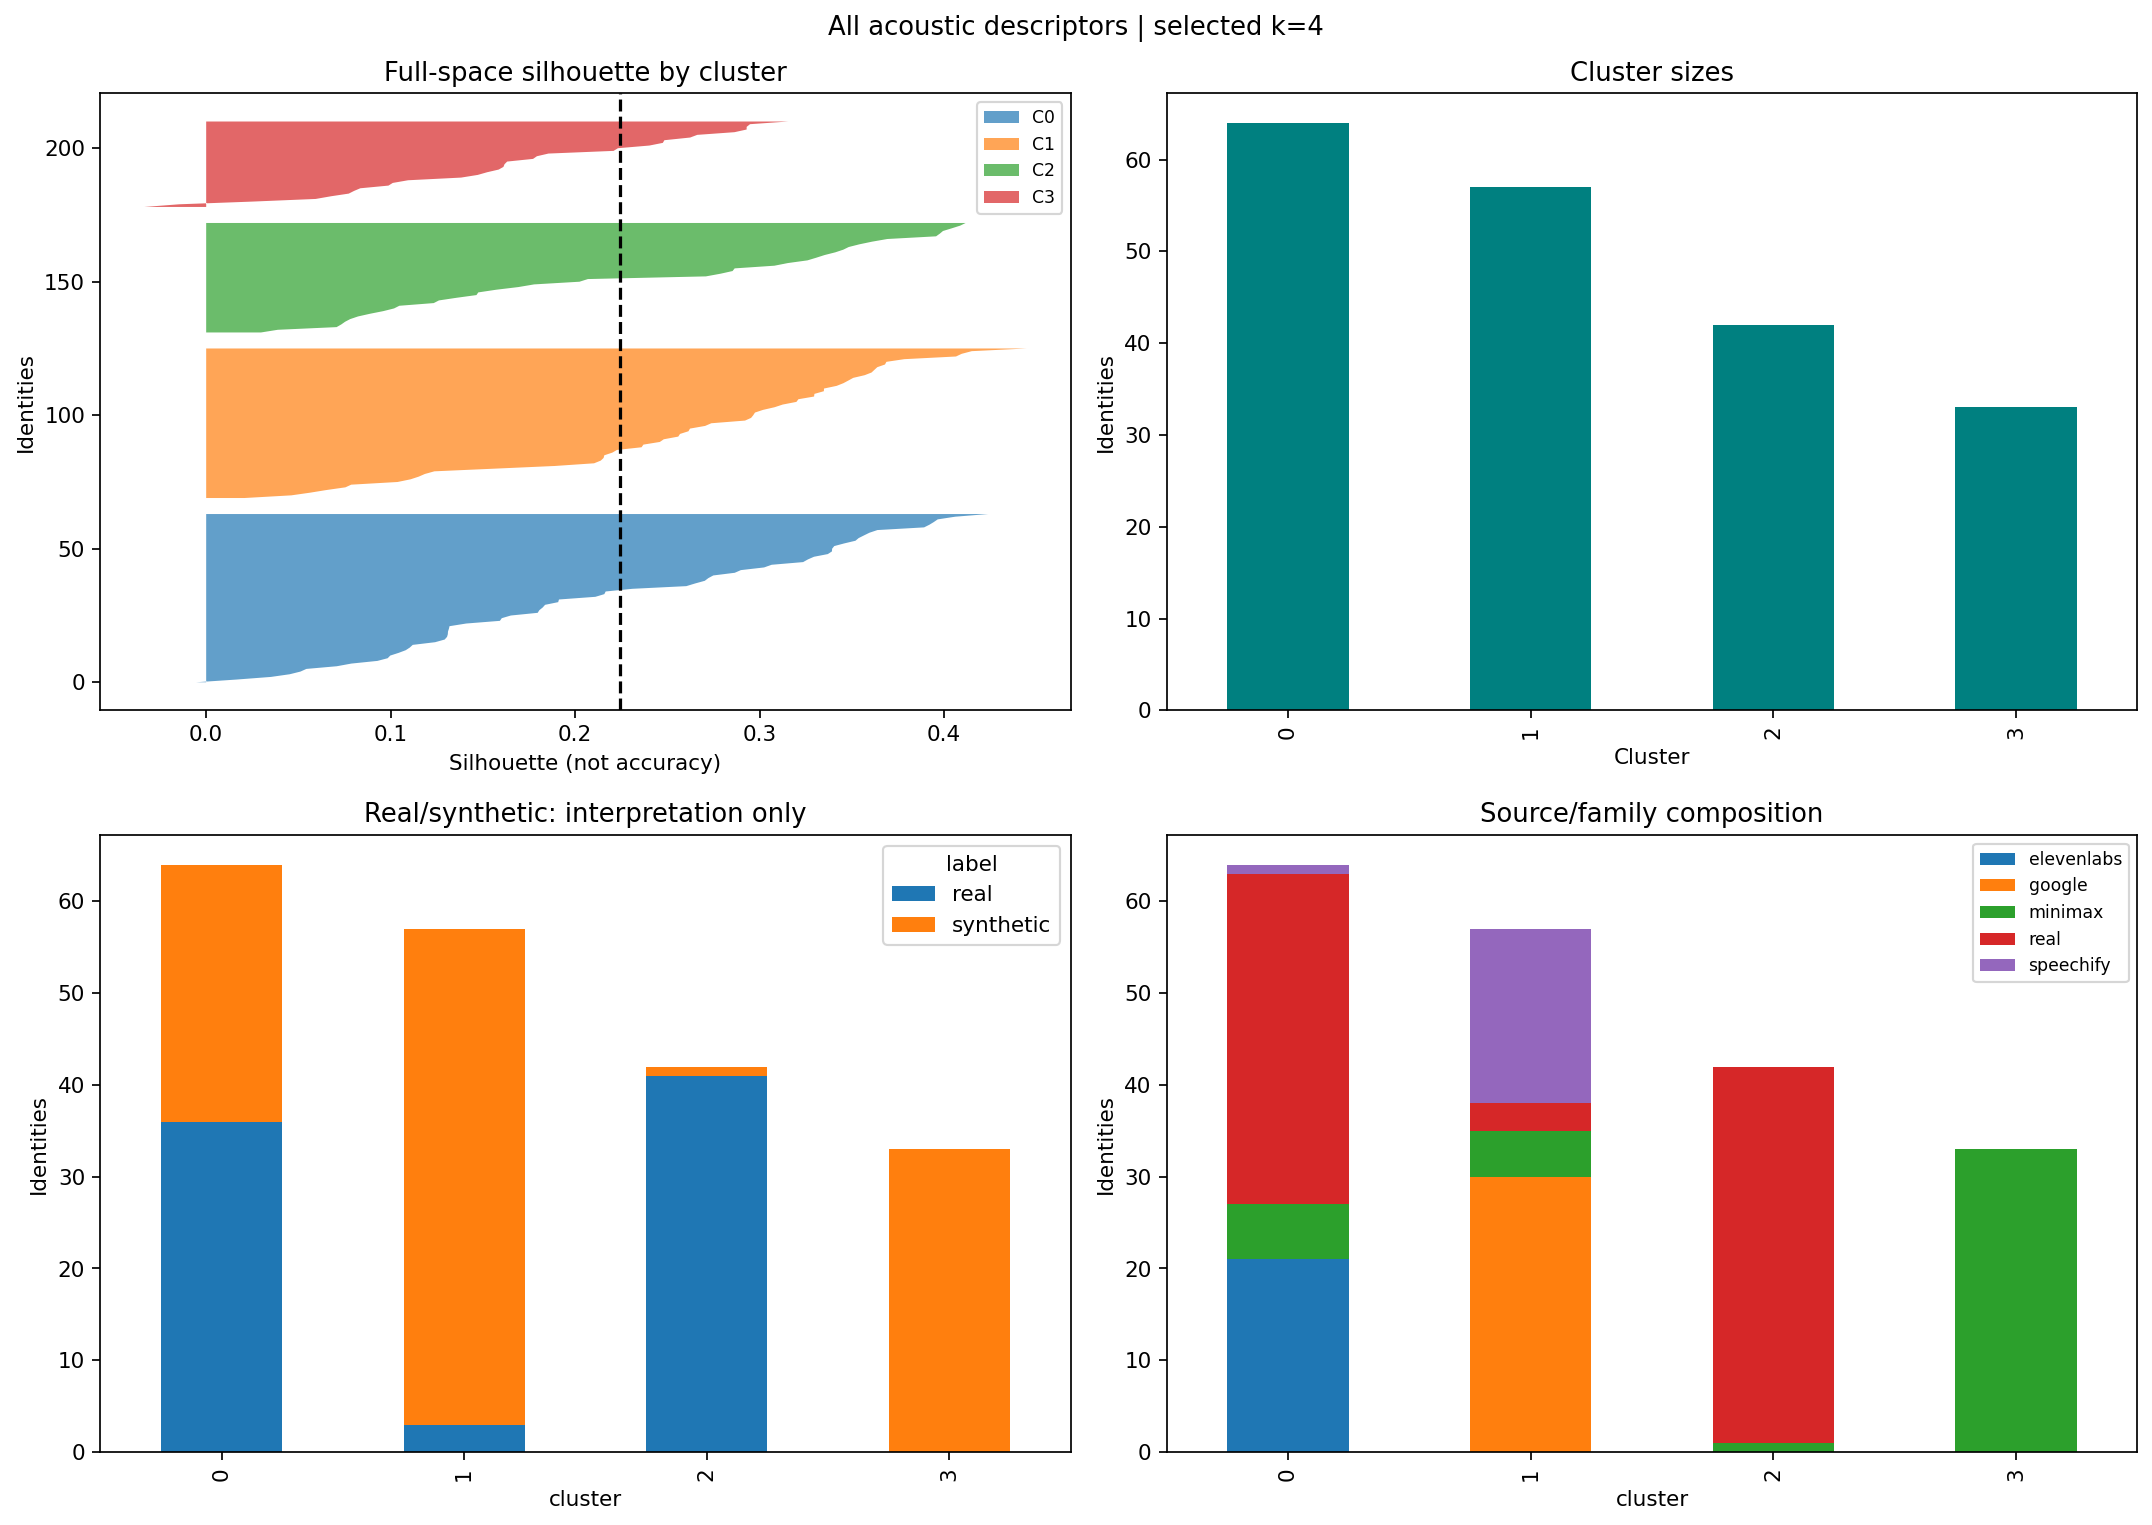 All acoustic descriptors | selected k=4
Full-space silhouette by cluster
C0
C1
C2
C3
200
150
100
50
0
Identities
0.0 0.1 0.2 0.3 0.4
Silhouette (not accuracy)
Cluster sizes
60
50
40
30
20
10
0
Identities
0 1 2 3
Cluster
Real/synthetic: interpretation only
label
real
synthetic
60
50
40
30
20
10
0
Identities
0 1 2 3
cluster
Source/family composition
elevenlabs
google
minimax
real
speechify
60
50
40
30
20
10
0
Identities
0 1 2 3
cluster